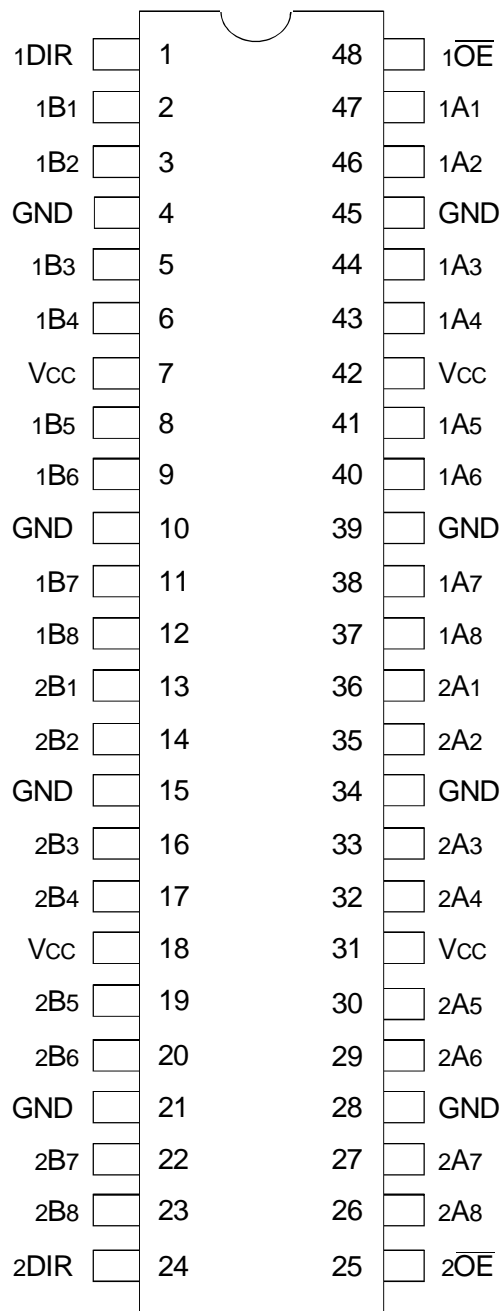 1DIR 1 48 1O̅E̅
1B1 2 47 1A1
1B2 3 46 1A2
GND 4 45 GND
1B3 5 44 1A3
1B4 6 43 1A4
VCC 7 42 VCC
1B5 8 41 1A5
1B6 9 40 1A6
GND 10 39 GND
1B7 11 38 1A7
1B8 12 37 1A8
2B1 13 36 2A1
2B2 14 35 2A2
GND 15 34 GND
2B3 16 33 2A3
2B4 17 32 2A4
VCC 18 31 VCC
2B5 19 30 2A5
2B6 20 29 2A6
GND 21 28 GND
2B7 22 27 2A7
2B8 23 26 2A8
2DIR 24 25 2O̅E̅